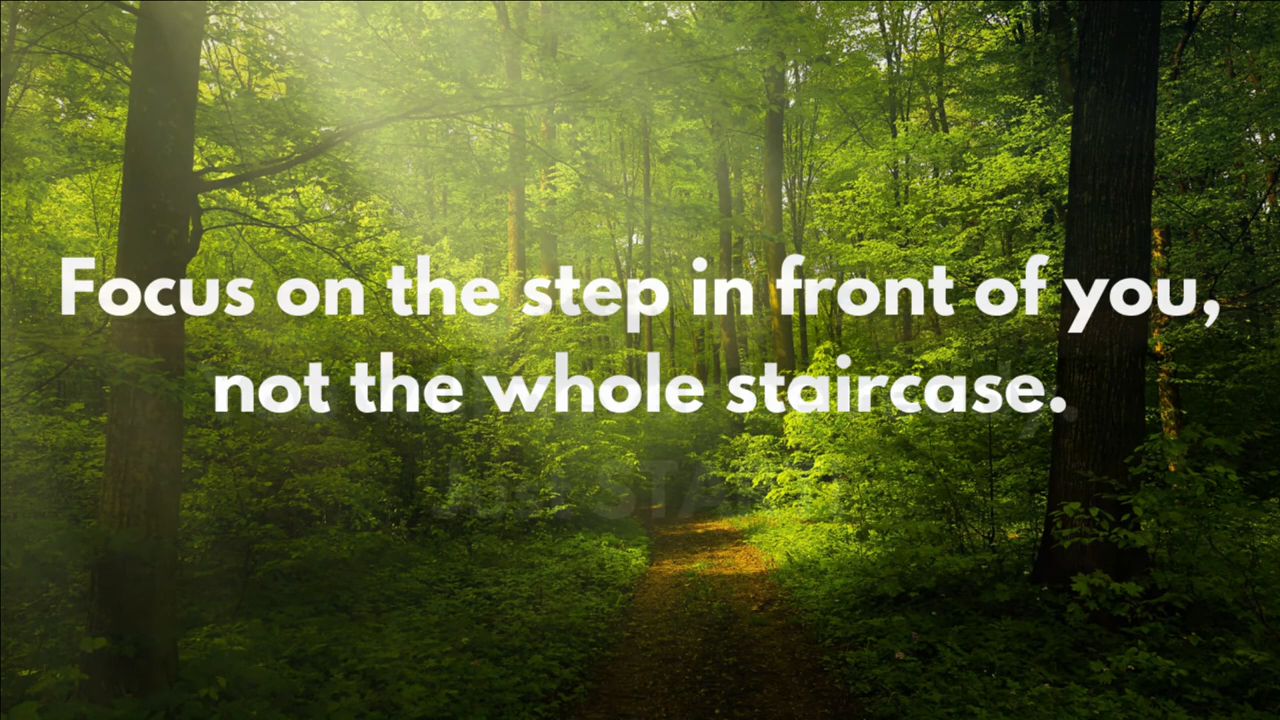 Focus on the step in front of you,
not the whole staircase.